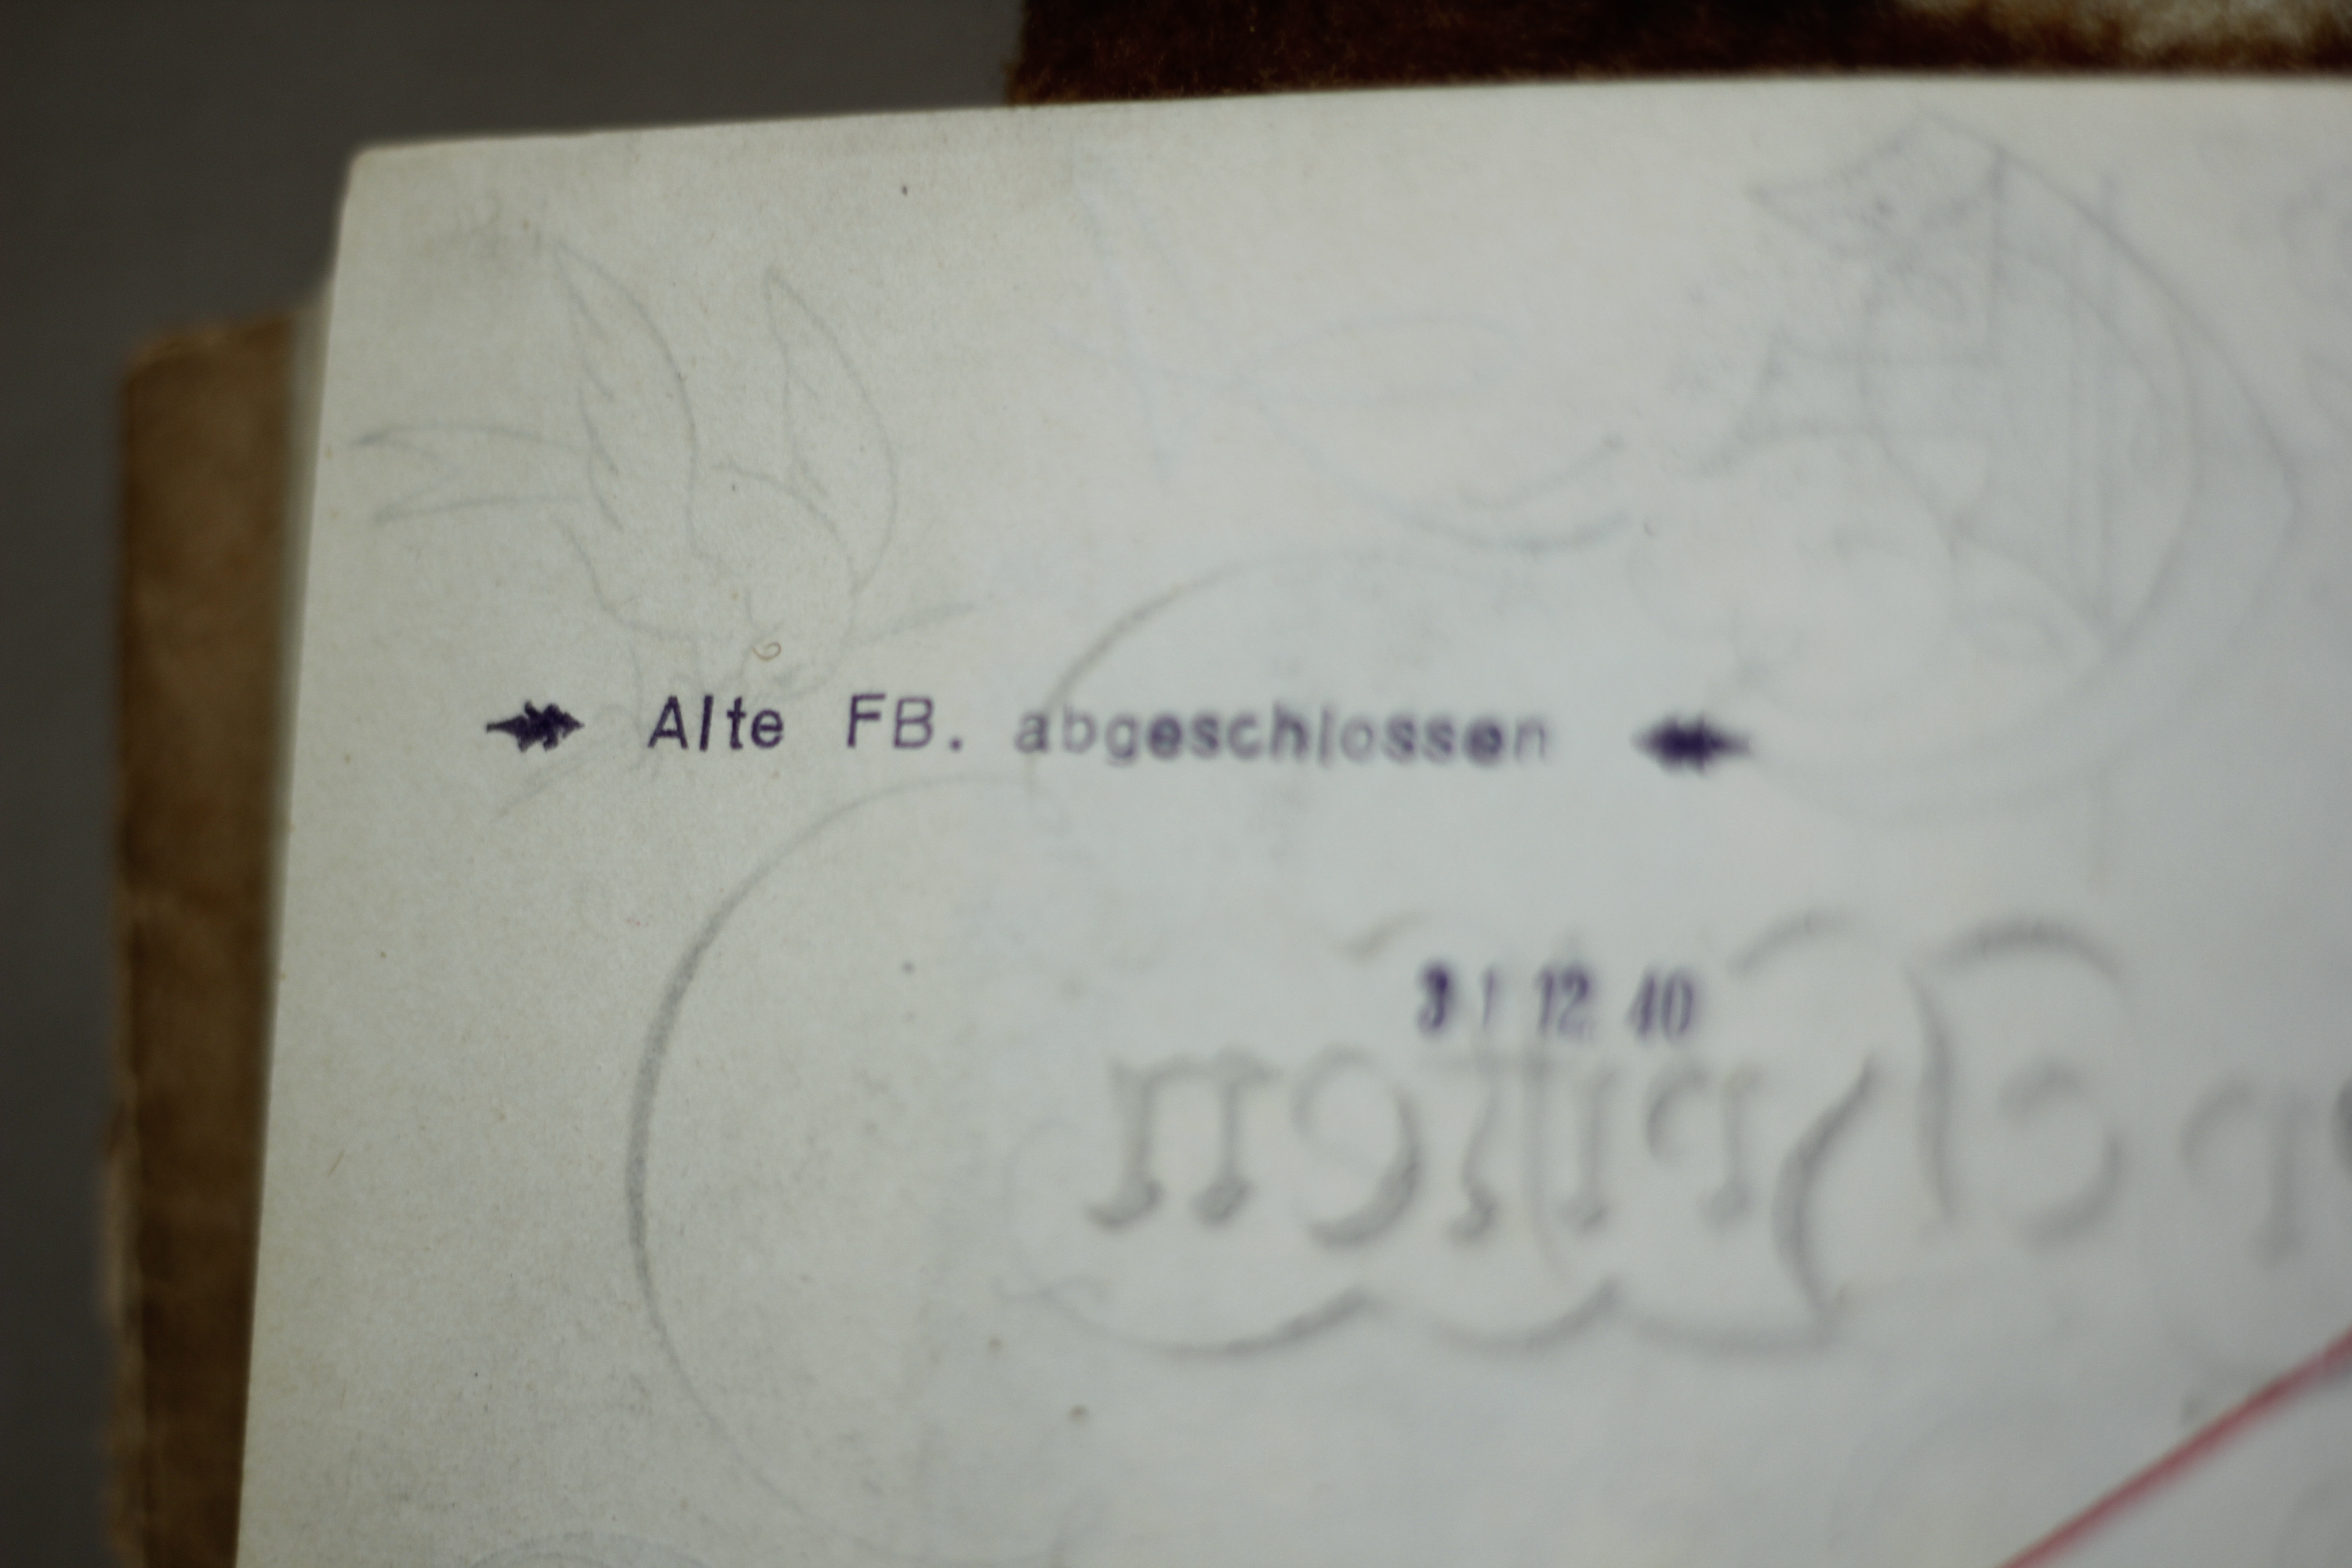 Alte FB. abgeschlossen
31 12 40